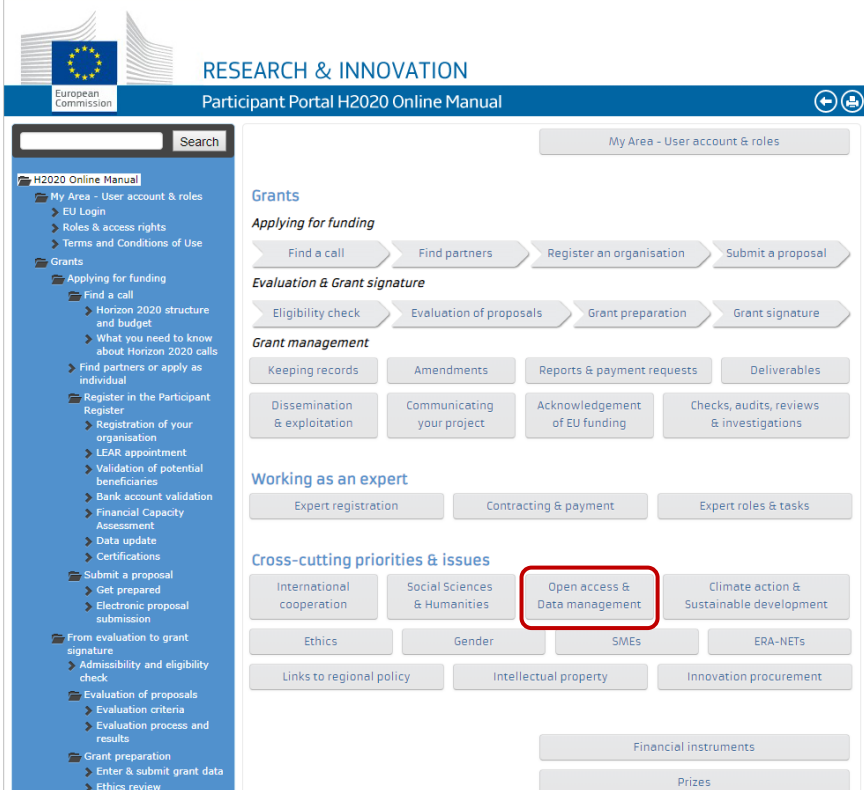 European
Commission
RESEARCH & INNOVATION
Participant Portal H2020 Online Manual
Search
H2020 Online Manual
My Area - User account & roles
EU Login
Roles & access rights
Terms and Conditions of Use
Grants
Applying for funding
Find a call
Horizon 2020 structure
and budget
What you need to know
about Horizon 2020 calls
Find partners or apply as
individual
Register in the Participant
Register
Registration of your
organisation
LEAR appointment
Validation of potential
beneficiaries
Bank account validation
Financial Capacity
Assessment
Data update
Certifications
Submit a proposal
Get prepared
Electronic proposal
submission
From evaluation to grant
signature
Admissibility and eligibility
check
Evaluation of proposals
Evaluation criteria
Evaluation process and
results
Grant preparation
Enter & submit grant data
Ethics review
My Area - User account & roles
Grants
Applying for funding
Find a call
Find partners
Register an organisation
Submit a proposal
Evaluation & Grant signature
Eligibility check
Evaluation of proposals
Grant preparation
Grant signature
Grant management
Keeping records
Amendments
Reports & payment requests
Deliverables
Dissemination
& exploitation
Communicating
your project
Acknowledgement
of EU funding
Checks, audits, reviews
& investigations
Working as an expert
Expert registration
Contracting & payment
Expert roles & tasks
Cross-cutting priorities & issues
International
cooperation
Social Sciences
& Humanities
Open access &
Data management
Climate action &
Sustainable development
Ethics
Gender
SMEs
ERA-NETs
Links to regional policy
Intellectual property
Innovation procurement
Financial instruments
Prizes